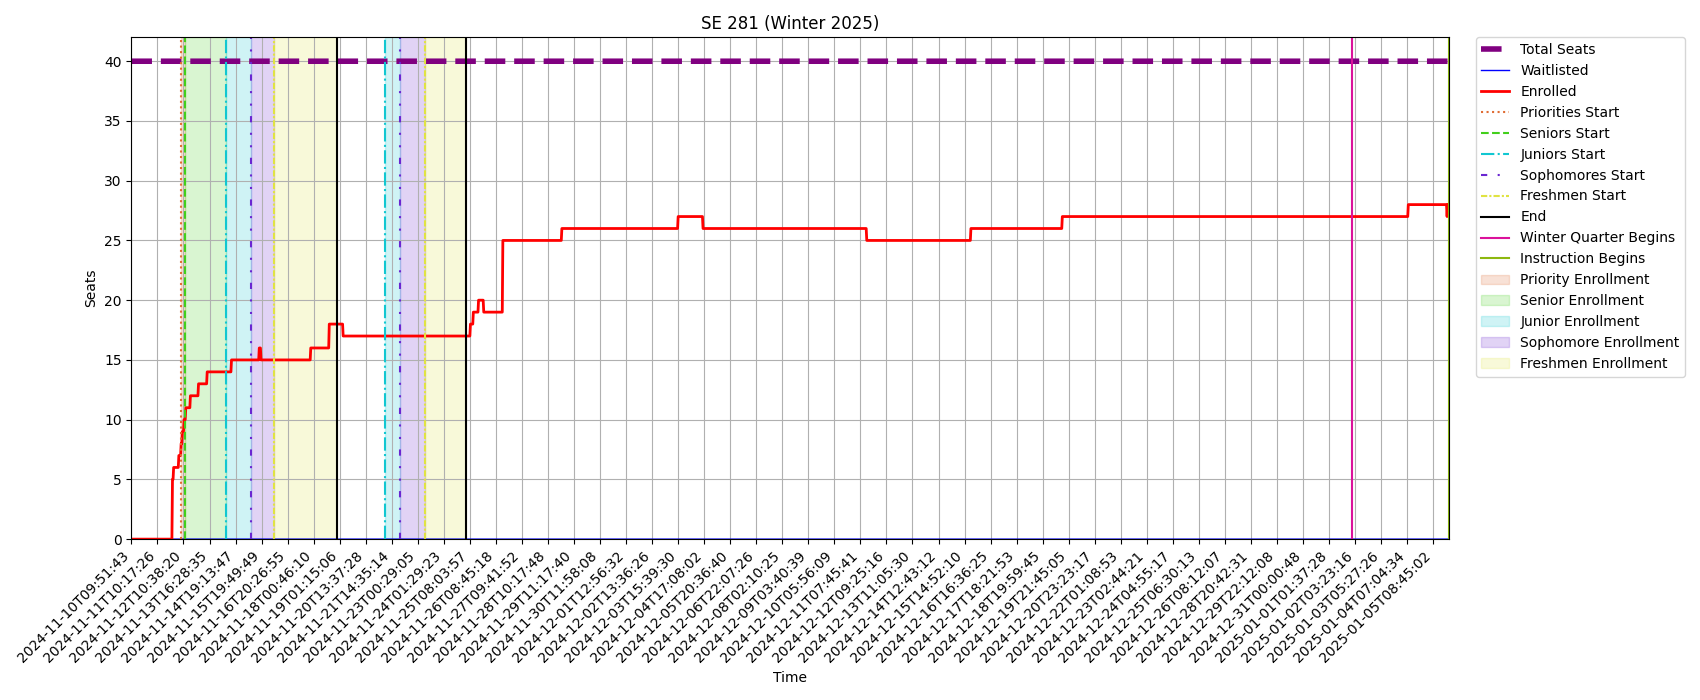 SE 281 (Winter 2025)
Seats
40
35
30
25
20
15
10
5
0
2024-11-10T09:51:43
2024-11-11T10:17:26
2024-11-12T10:38:20
2024-11-13T16:28:35
2024-11-14T19:13:47
2024-11-15T19:49:49
2024-11-16T20:26:55
2024-11-18T00:46:10
2024-11-19T01:15:06
2024-11-20T13:37:28
2024-11-21T14:35:14
2024-11-23T00:29:05
2024-11-24T01:29:23
2024-11-25T08:03:57
2024-11-26T08:45:18
2024-11-27T09:41:52
2024-11-28T10:17:48
2024-11-29T11:17:40
2024-11-30T11:58:08
2024-12-01T12:56:32
2024-12-02T13:36:26
2024-12-03T15:39:30
2024-12-04T17:08:02
2024-12-05T20:36:40
2024-12-06T22:07:26
2024-12-08T02:10:25
2024-12-09T03:40:39
2024-12-10T05:56:09
2024-12-11T07:45:41
2024-12-12T09:25:16
2024-12-13T11:05:30
2024-12-14T12:43:12
2024-12-15T14:52:10
2024-12-16T16:36:25
2024-12-17T18:21:53
2024-12-18T19:59:45
2024-12-19T21:45:05
2024-12-20T23:23:17
2024-12-22T01:08:53
2024-12-23T02:44:21
2024-12-24T04:55:17
2024-12-25T06:30:13
2024-12-26T08:12:07
2024-12-28T20:42:31
2024-12-29T22:12:08
2024-12-31T00:00:48
2025-01-01T01:37:28
2025-01-02T03:23:16
2025-01-03T05:27:26
2025-01-04T07:04:34
2025-01-05T08:45:02
Time
Total Seats
Waitlisted
Enrolled
Priorities Start
Seniors Start
Juniors Start
Sophomores Start
Freshmen Start
End
Winter Quarter Begins
Instruction Begins
Priority Enrollment
Senior Enrollment
Junior Enrollment
Sophomore Enrollment
Freshmen Enrollment